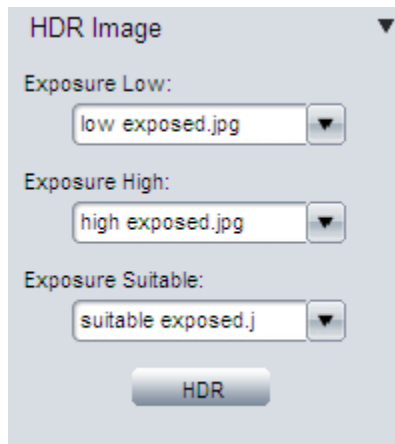 HDR Image
Exposure Low:
low exposed.jpg
Exposure High:
high exposed.jpg
Exposure Suitable:
suitable exposed.j
HDR